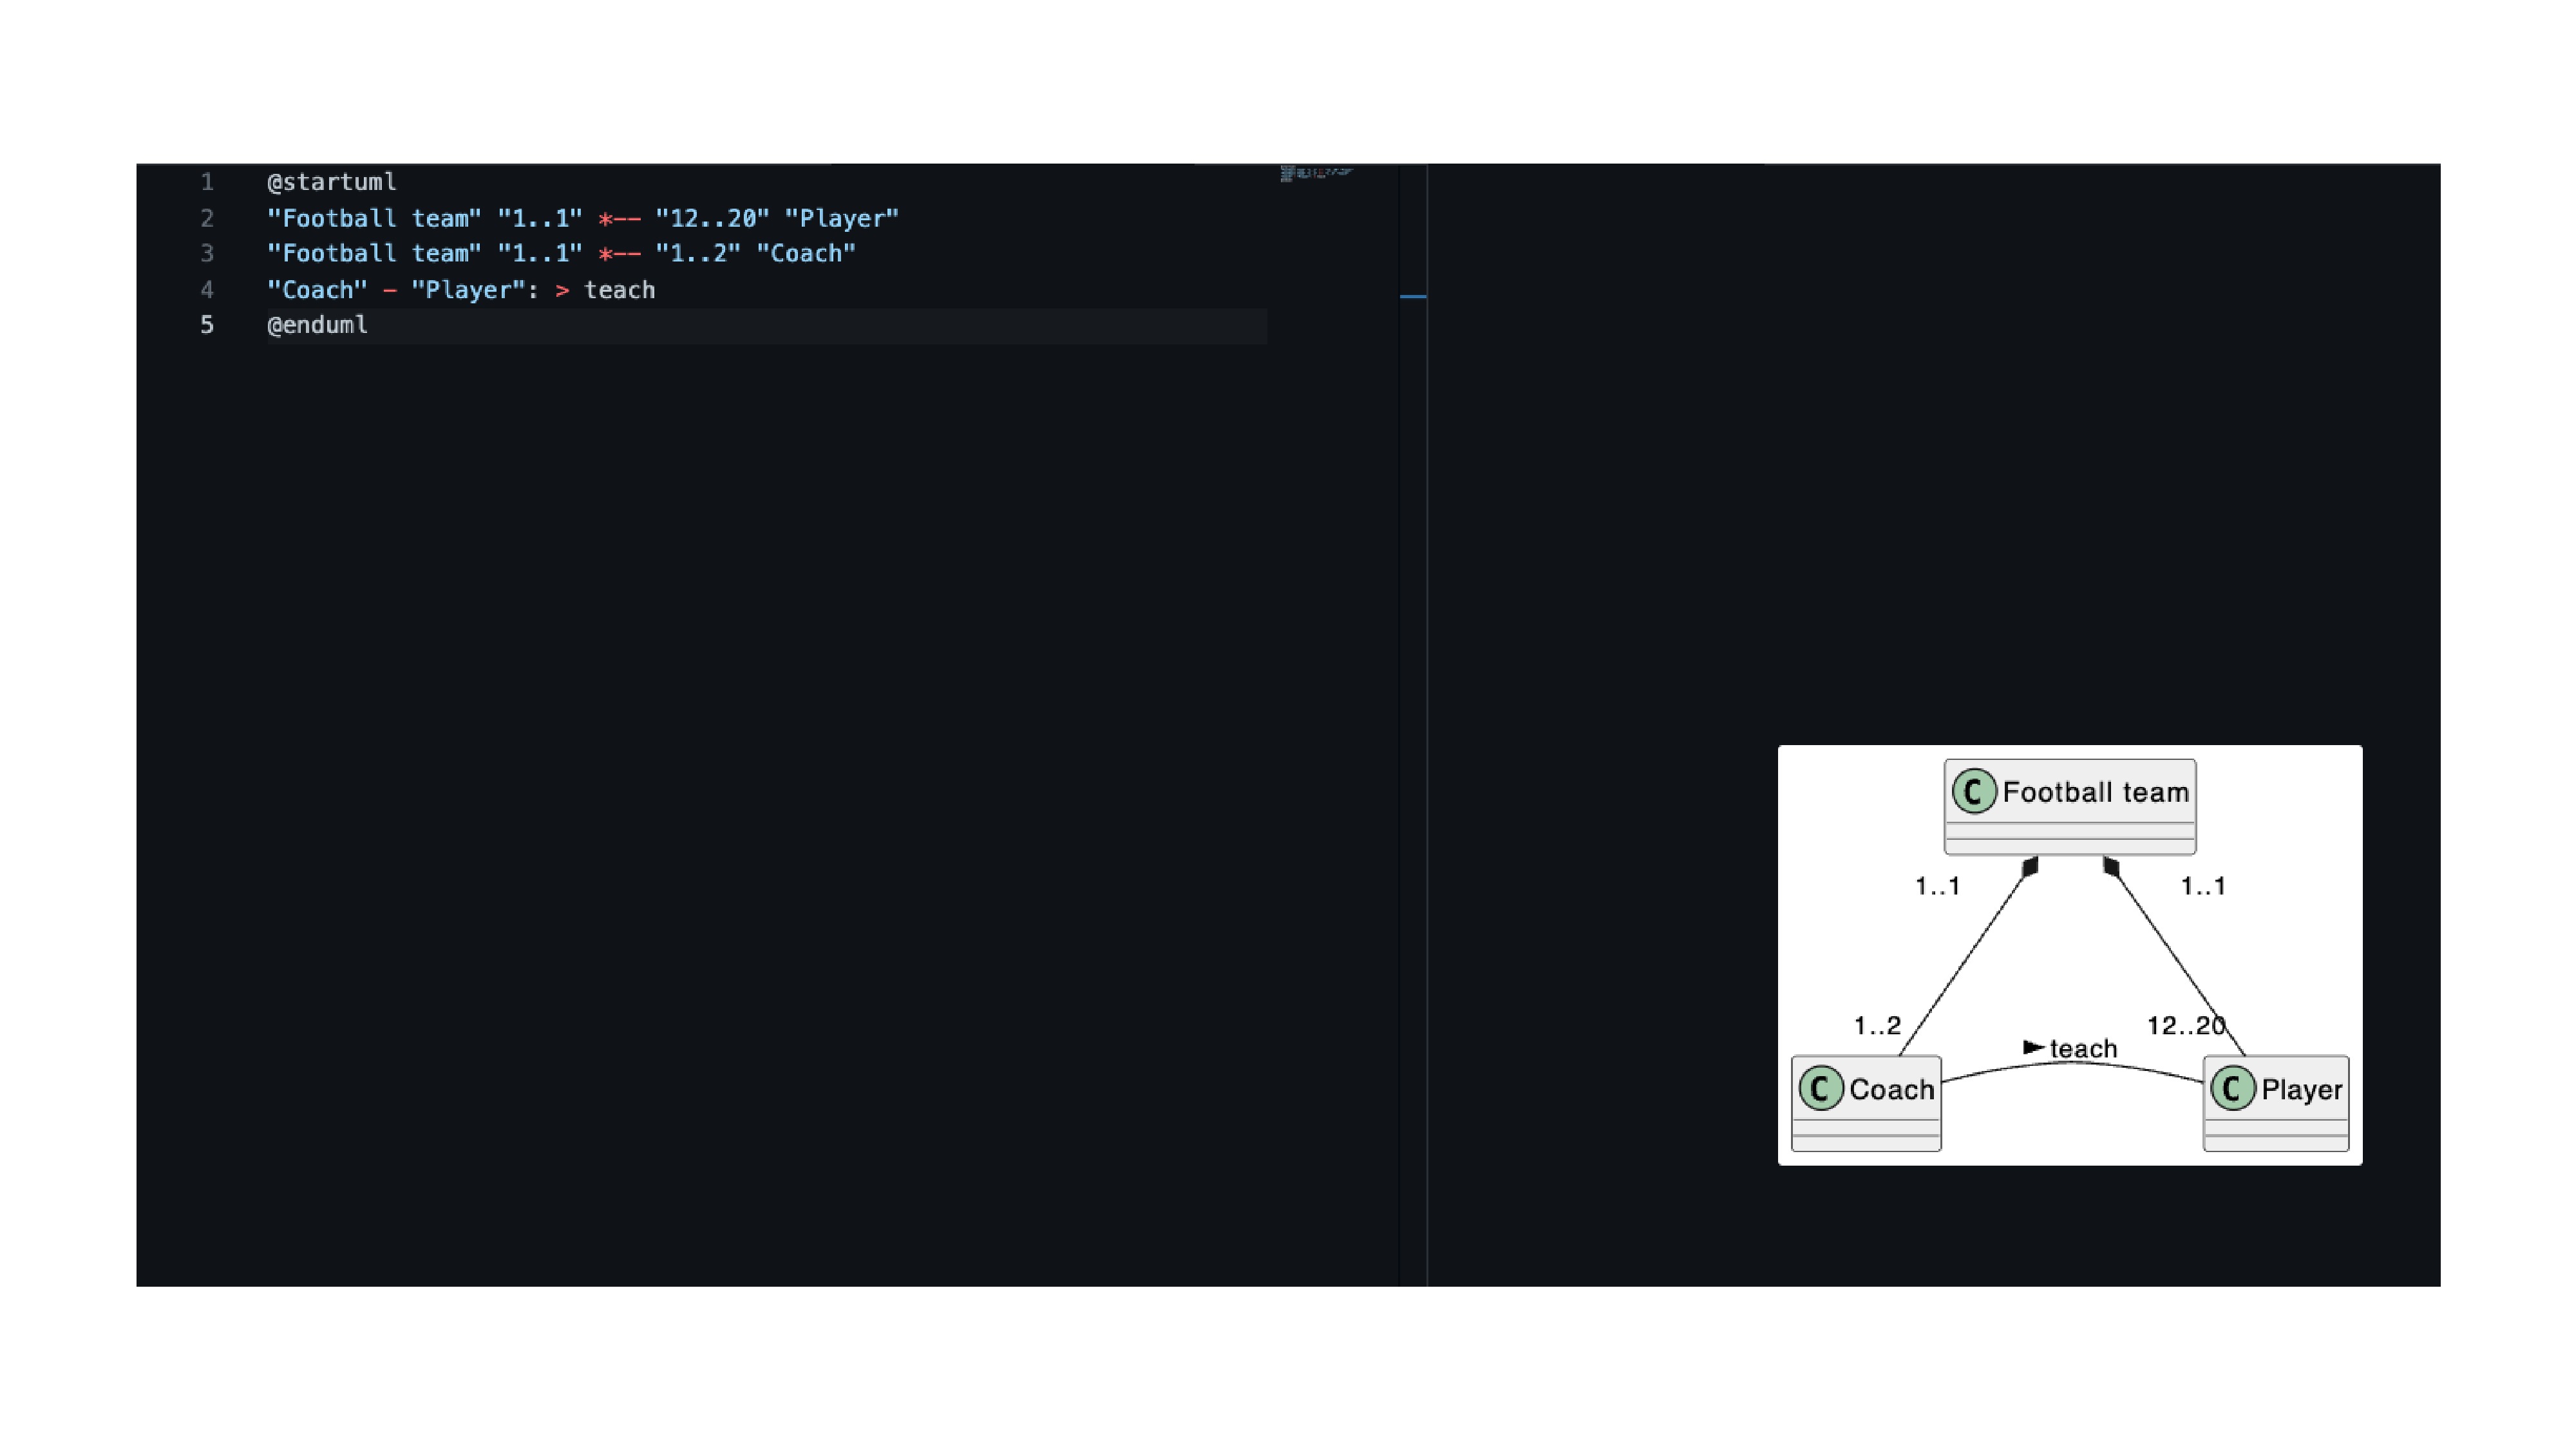 1 @startuml
2 "Football team" "1..1" *-- "12..20" "Player"
3 "Football team" "1..1" *-- "1..2" "Coach"
4 "Coach" - "Player": > teach
5 @enduml
C Football team
1..1 1..1
1..2 12..20
teach
C Coach C Player